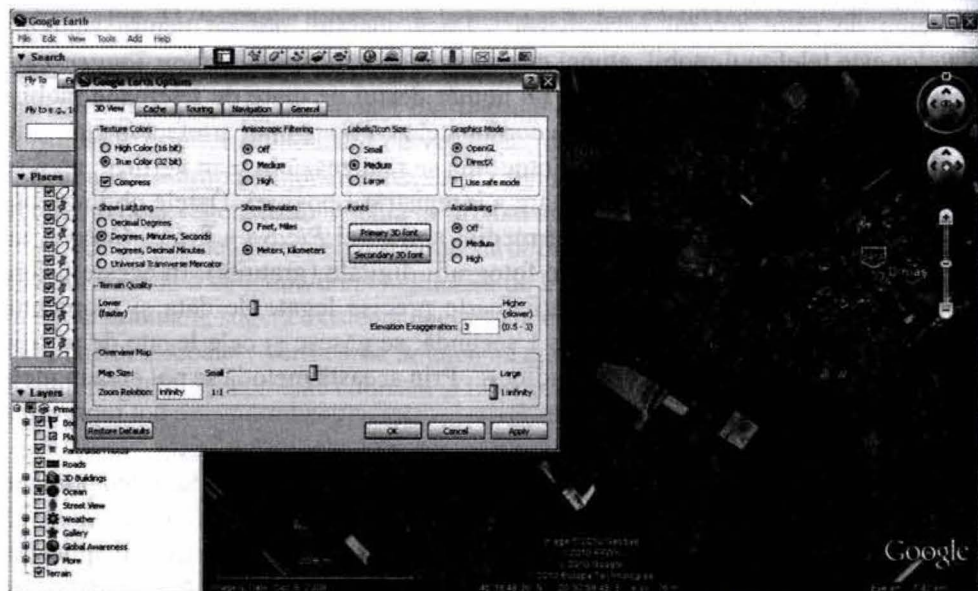 Google Earth
File Edit View Tools Add Help
▼ Search
Fly To
Fly to e.g.,
▼ Places
▼ Layers
Roads
3D Buildings
Ocean
Street View
Weather
Gallery
Global Awareness
More
Terrain
Google Earth Options
3D View Cache Touring Navigation General
Texture Colors
High Color (16 bit)
True Color (32 bit)
Compress
Anisotropic Filtering
Off
Medium
High
Labels/Icon Size
Small
Medium
Large
Graphics Mode
OpenGL
DirectX
Use safe mode
Show Lat/Long
Decimal Degrees
Degrees, Minutes, Seconds
Degrees, Decimal Minutes
Universal Transverse Mercator
Show Elevation
Feet, Miles
Meters, Kilometers
Fonts
Primary 3D font
Secondary 3D font
Antialiasing
Off
Medium
High
Terrain Quality
Lower
(faster)
Higher
(slower)
Elevation Exaggeration: 3 (0.5 - 3)
Overview Map
Map Size: Small Large
Zoom Relation: infinity 1:1 1:infinity
Restore Defaults OK Cancel Apply
Google